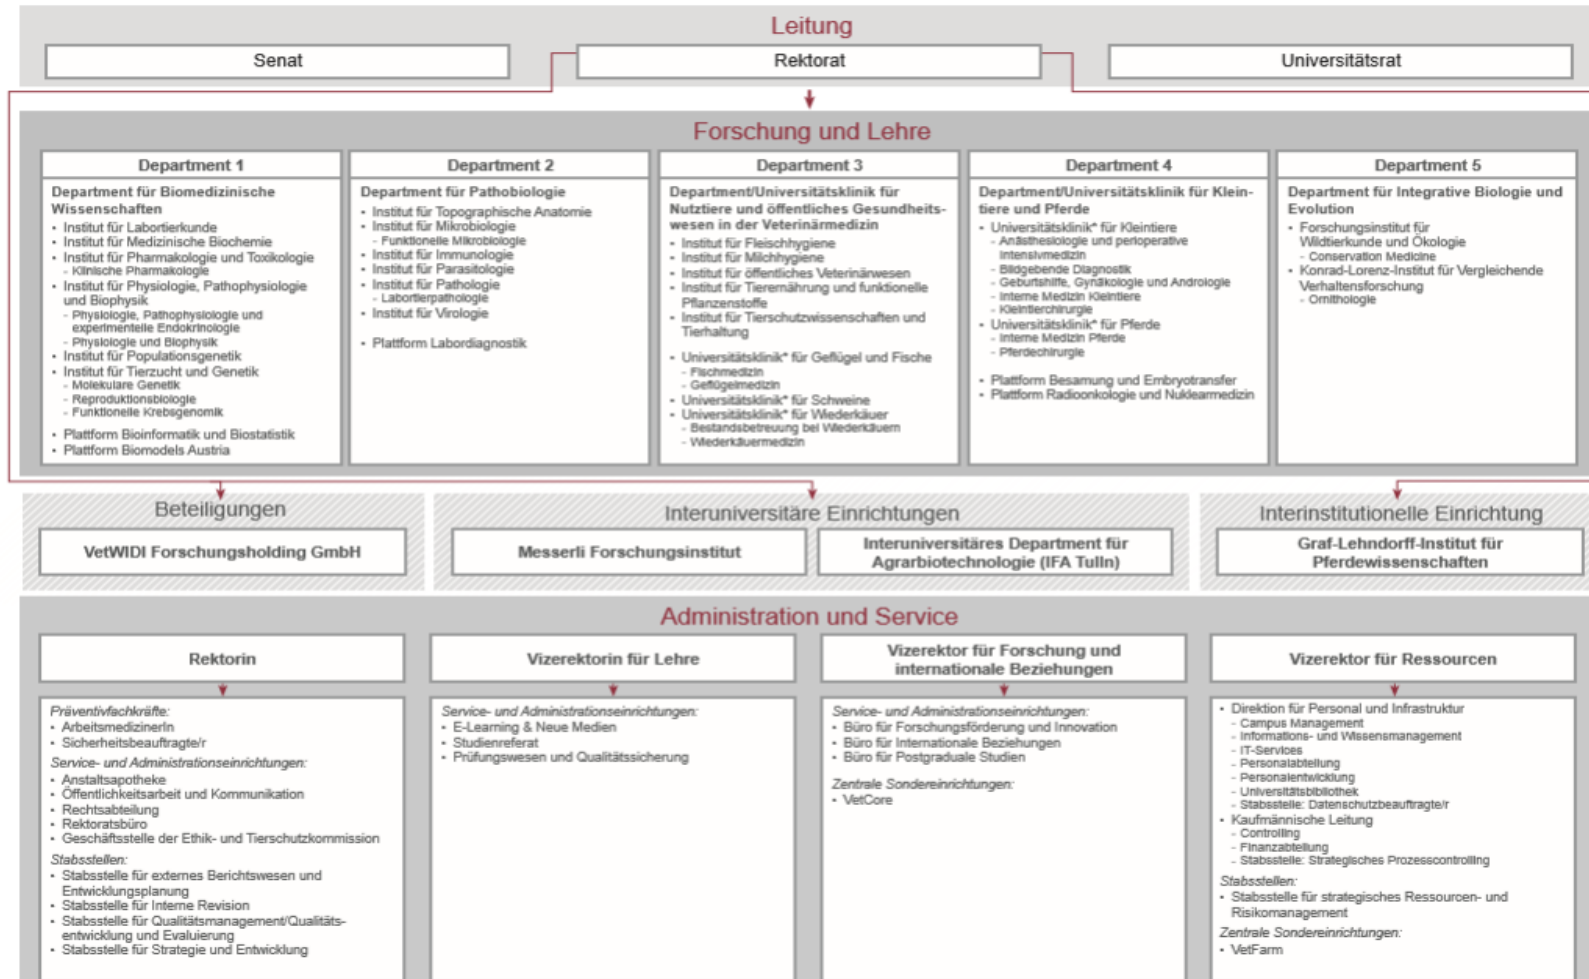 Leitung
Senat
Rektorat
Universitätsrat
Forschung und Lehre
Department 1
Department für Biomedizinische
Wissenschaften
• Institut für Labortierkunde
• Institut für Medizinische Biochemie
• Institut für Pharmakologie und Toxikologie
- Klinische Pharmakologie
• Institut für Physiologie, Pathophysiologie
und Biophysik
- Physiologie, Pathophysiologie und
experimentelle Endokrinologie
- Physiologie und Biophysik
• Institut für Populationsgenetik
• Institut für Tierzucht und Genetik
- Molekulare Genetik
- Reproduktionsbiologie
- Funktionelle Krebsgenomik
• Plattform Bioinformatik und Biostatistik
• Plattform Biomodels Austria
Department 2
Department für Pathobiologie
• Institut für Topographische Anatomie
• Institut für Mikrobiologie
- Funktionelle Mikrobiologie
• Institut für Immunologie
• Institut für Parasitologie
• Institut für Pathologie
- Labortierpathologie
• Institut für Virologie
• Plattform Labordiagnostik
Department 3
Department/Universitätsklinik für
Nutztiere und öffentliches Gesundheits-
wesen in der Veterinärmedizin
• Institut für Fleischhygiene
• Institut für Milchhygiene
• Institut für öffentliches Veterinärwesen
• Institut für Tierernährung und funktionelle
Pflanzenstoffe
• Institut für Tierschutzwissenschaften und
Tierhaltung
• Universitätsklinik* für Geflügel und Fische
- Fischmedizin
- Geflügelmedizin
• Universitätsklinik* für Schweine
• Universitätsklinik* für Wiederkäuer
- Bestandsbetreuung bei Wiederkäuern
- Wiederkäuermedizin
Department 4
Department/Universitätsklinik für Klein-
tiere und Pferde
• Universitätsklinik* für Kleintiere
- Anästhesiologie und perioperative
Intensivmedizin
- Bildgebende Diagnostik
- Geburtshilfe, Gynäkologie und Andrologie
- Interne Medizin Kleintiere
- Kleintierchirurgie
• Universitätsklinik* für Pferde
- Interne Medizin Pferde
- Pferdechirurgie
• Plattform Besamung und Embryotransfer
• Plattform Radioonkologie und Nuklearmedizin
Department 5
Department für Integrative Biologie und
Evolution
• Forschungsinstitut für
Wildtierkunde und Ökologie
- Conservation Medicine
• Konrad-Lorenz-Institut für Vergleichende
Verhaltensforschung
- Ornithologie
Beteiligungen
VetWIDI Forschungsholding GmbH
Interuniversitäre Einrichtungen
Messerli Forschungsinstitut
Interuniversitäres Department für
Agrarbiotechnologie (IFA Tulln)
Interinstitutionelle Einrichtung
Graf-Lehndorff-Institut für
Pferdewissenschaften
Administration und Service
Rektorin
Präventivfachkräfte:
• ArbeitsmedizinerIn
• Sicherheitsbeauftragte/r
Service- und Administrationseinrichtungen:
• Anstaltsapotheke
• Öffentlichkeitsarbeit und Kommunikation
• Rechtsabteilung
• Rektoratsbüro
• Geschäftsstelle der Ethik- und Tierschutzkommission
Stabsstellen:
• Stabsstelle für externes Berichtswesen und
Entwicklungsplanung
• Stabsstelle für Interne Revision
• Stabsstelle für Qualitätsmanagement/Qualitäts-
entwicklung und Evaluierung
• Stabsstelle für Strategie und Entwicklung
Vizerektorin für Lehre
Service- und Administrationseinrichtungen:
• E-Learning & Neue Medien
• Studienreferat
• Prüfungswesen und Qualitätssicherung
Vizerektor für Forschung und
internationale Beziehungen
Service- und Administrationseinrichtungen:
• Büro für Forschungsförderung und Innovation
• Büro für Internationale Beziehungen
• Büro für Postgraduale Studien
Zentrale Sondereinrichtungen:
• VetCore
Vizerektor für Ressourcen
• Direktion für Personal und Infrastruktur
- Campus Management
- Informations- und Wissensmanagement
- IT-Services
- Personalabteilung
- Personalentwicklung
- Universitätsbibliothek
- Stabsstelle: Datenschutzbeauftragte/r
• Kaufmännische Leitung
- Controlling
- Finanzabteilung
- Stabsstelle: Strategisches Prozesscontrolling
Stabsstellen:
• Stabsstelle für strategisches Ressourcen- und
Risikomanagement
Zentrale Sondereinrichtungen:
• VetFarm